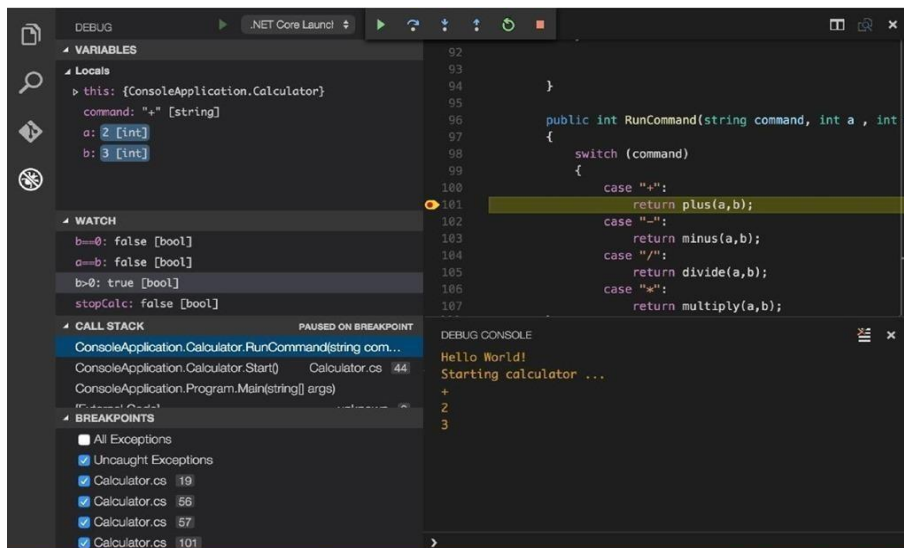 DEBUG
.NET Core Launch
VARIABLES
Locals
this: {ConsoleApplication.Calculator}
command: "+" [string]
a: 2 [int]
b: 3 [int]
WATCH
b==0: false [bool]
a==b: false [bool]
b>0: true [bool]
stopCalc: false [bool]
CALL STACK PAUSED ON BREAKPOINT
ConsoleApplication.Calculator.RunCommand(string com...
ConsoleApplication.Calculator.Start() Calculator.cs 44
ConsoleApplication.Program.Main(string[] args)
BREAKPOINTS
All Exceptions
Uncaught Exceptions
Calculator.cs 19
Calculator.cs 56
Calculator.cs 57
Calculator.cs 101
92
93
94 }
95
96 public int RunCommand(string command, int a , int
97 {
98 switch (command)
99 {
100 case "+":
101 return plus(a,b);
102 case "-":
103 return minus(a,b);
104 case "/":
105 return divide(a,b);
106 case "*":
107 return multiply(a,b);
DEBUG CONSOLE
Hello World!
Starting calculator ...
+
2
3